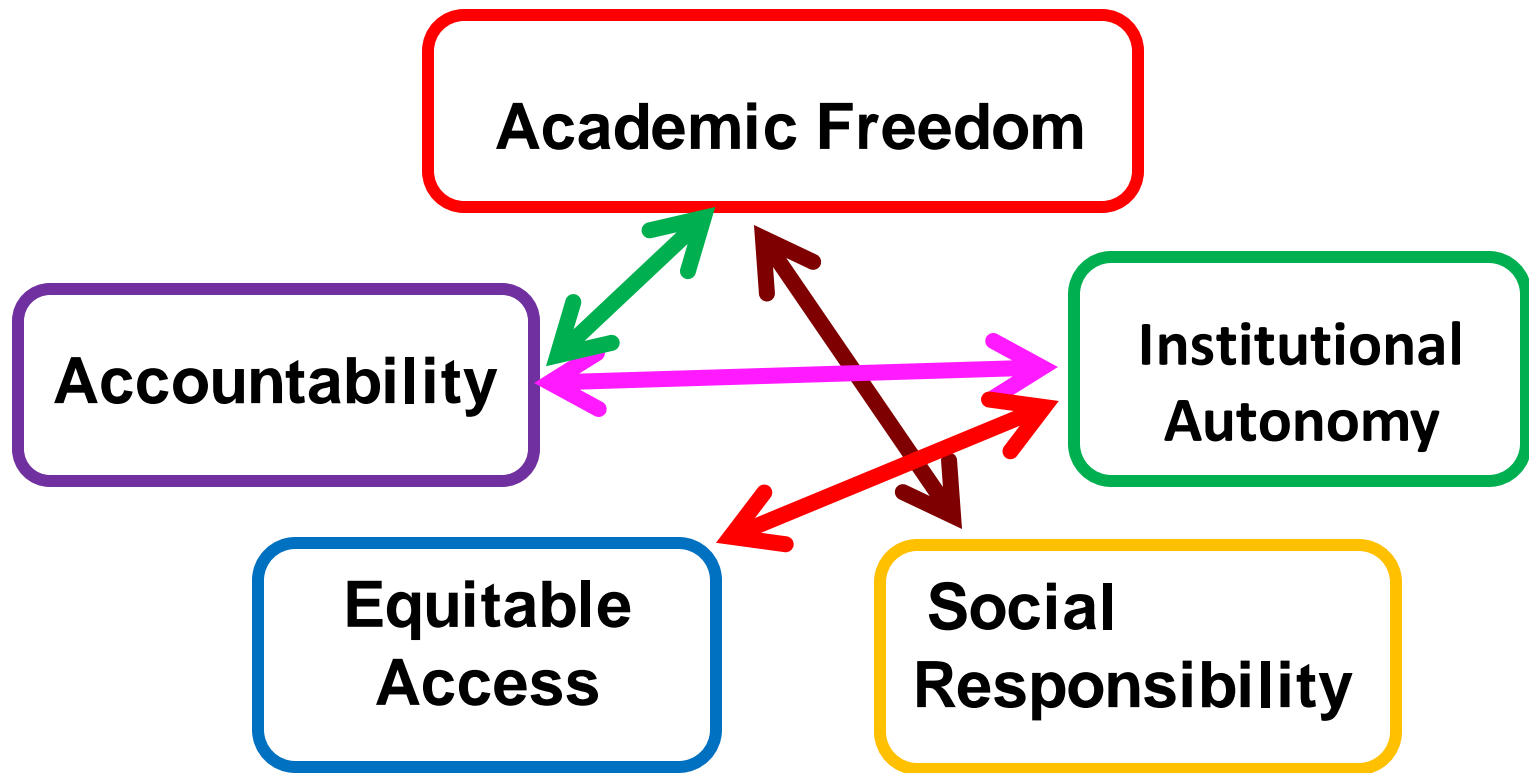 Academic Freedom
Accountability
Institutional
Autonomy
Equitable
Access
Social
Responsibility